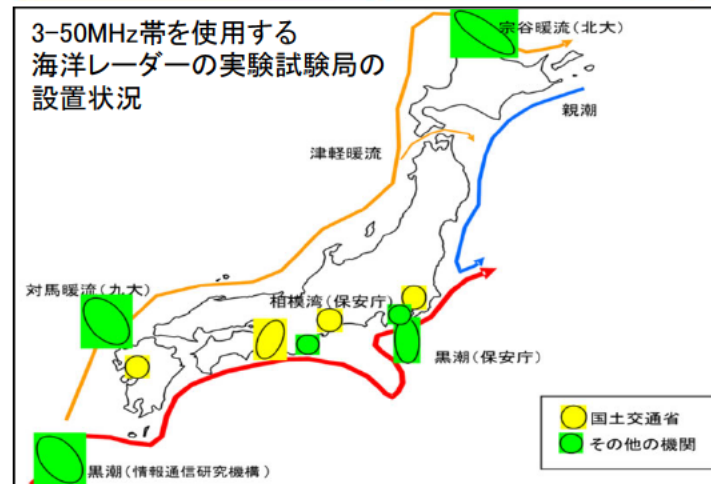 3-50MHz帯を使用する
海洋レーダーの実験試験局の
設置状況
宗谷暖流(北大)
親潮
津軽暖流
対馬暖流(九大)
相模湾(保安庁)
黒潮(保安庁)
国土交通省
その他の機関
黒潮(情報通信研究機構)